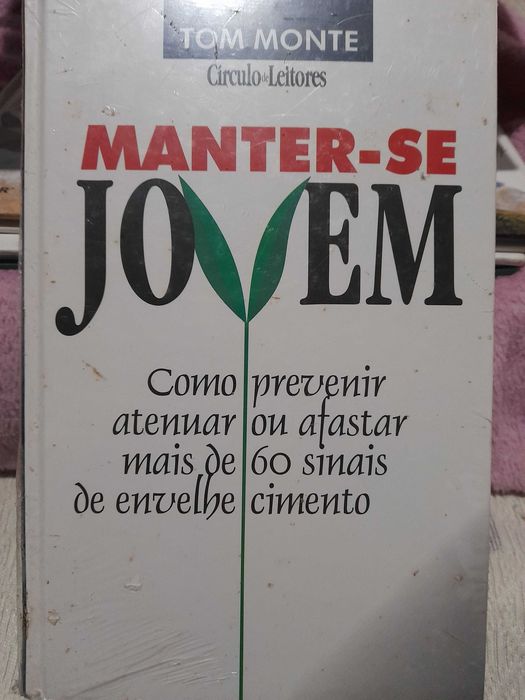 TOM MONTE
Círculo de Leitores
MANTER-SE
JOVEM
Como prevenir
atenuar ou afastar
mais de 60 sinais
de envelhecimento